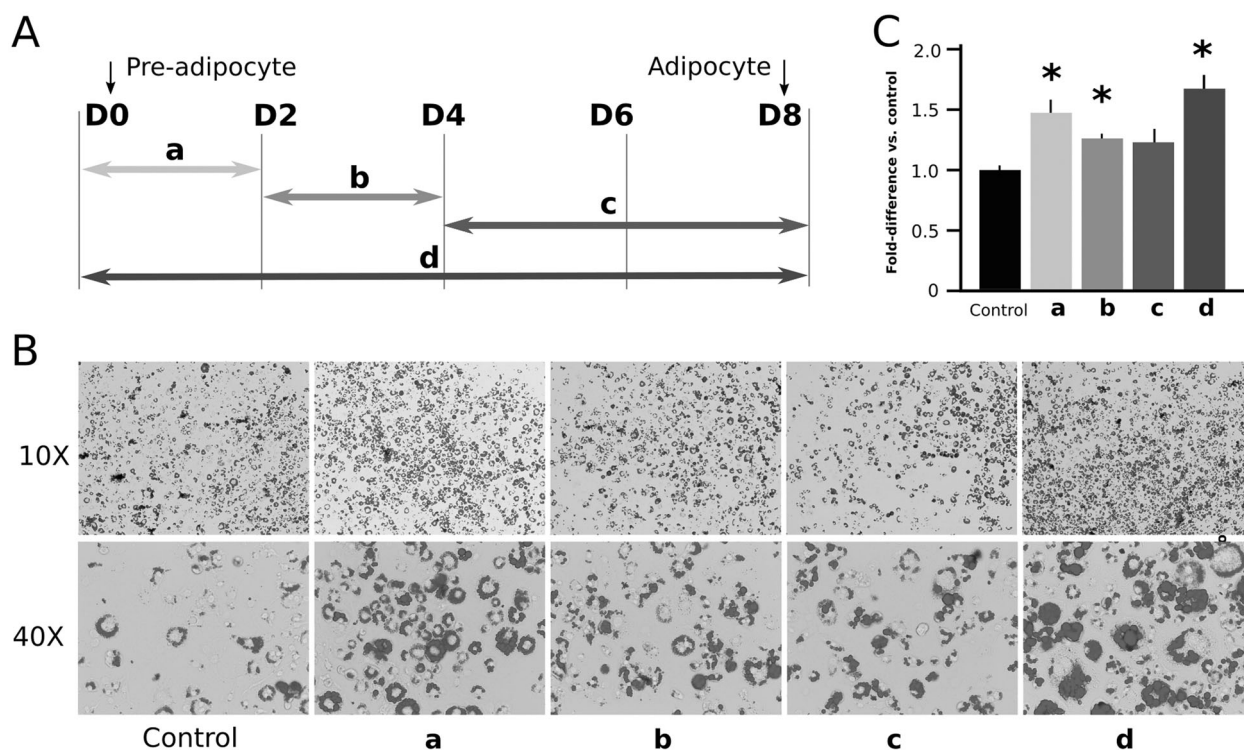 A
Pre-adipocyte
Adipocyte
D0 D2 D4 D6 D8
a
b
c
d
C
Fold-difference vs. control
2.0
1.5
1.0
0.5
0
* * *
Control a b c d
B
10X
40X
Control a b c d